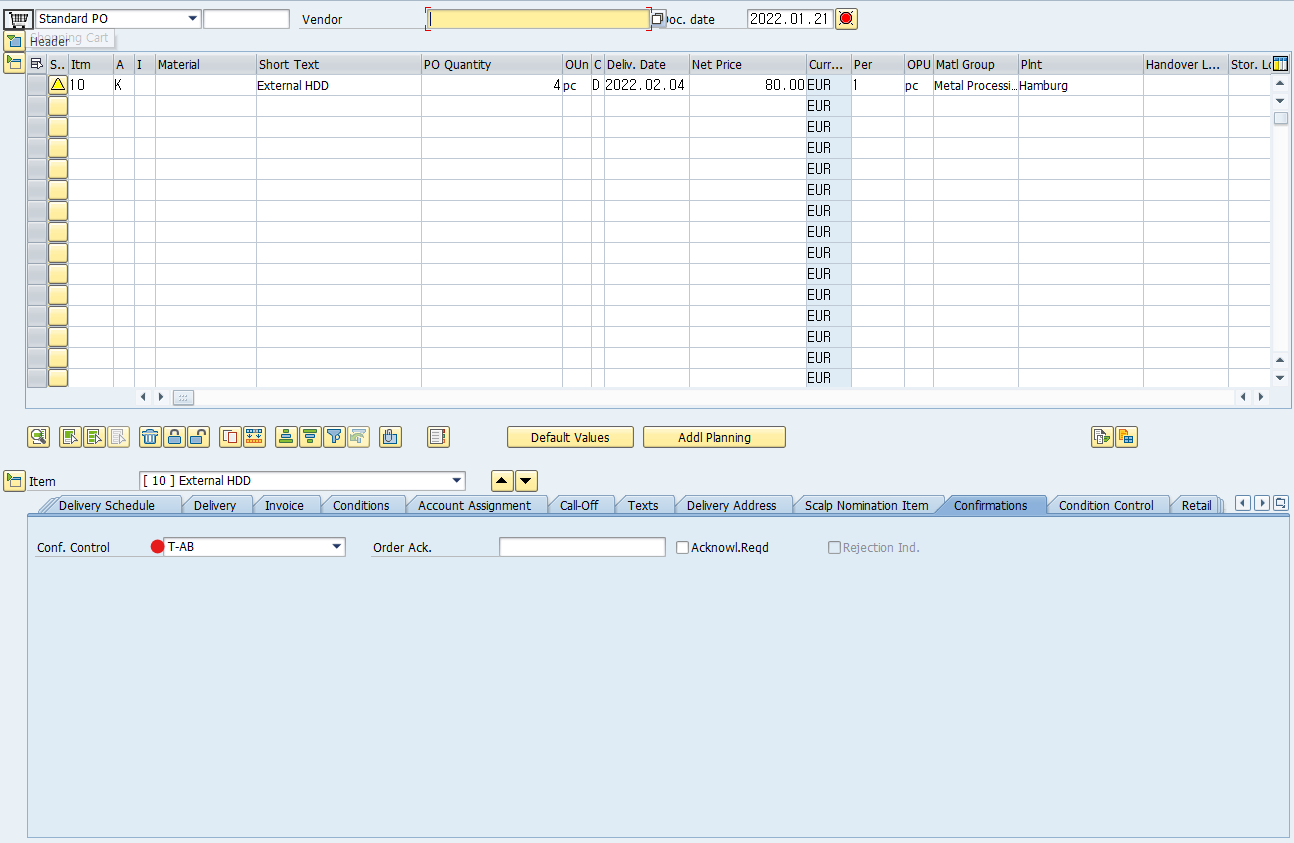 Standard PO Vendor Doc. date 2022.01.21
Header
Shopping Cart
S.. Itm A I Material Short Text PO Quantity OUn C Deliv. Date Net Price Curr... Per OPU Matl Group Plnt Handover L... Stor. Lo
10 K External HDD 4 pc D 2022.02.04 80.00 EUR 1 pc Metal Processi... Hamburg
EUR
EUR
EUR
EUR
EUR
EUR
EUR
EUR
EUR
EUR
EUR
EUR
EUR
EUR
Default Values Addl Planning
Item [ 10 ] External HDD
Delivery Schedule Delivery Invoice Conditions Account Assignment Call-Off Texts Delivery Address Scalp Nomination Item Confirmations Condition Control Retail
Conf. Control T-AB Order Ack. Acknowl.Reqd Rejection Ind.